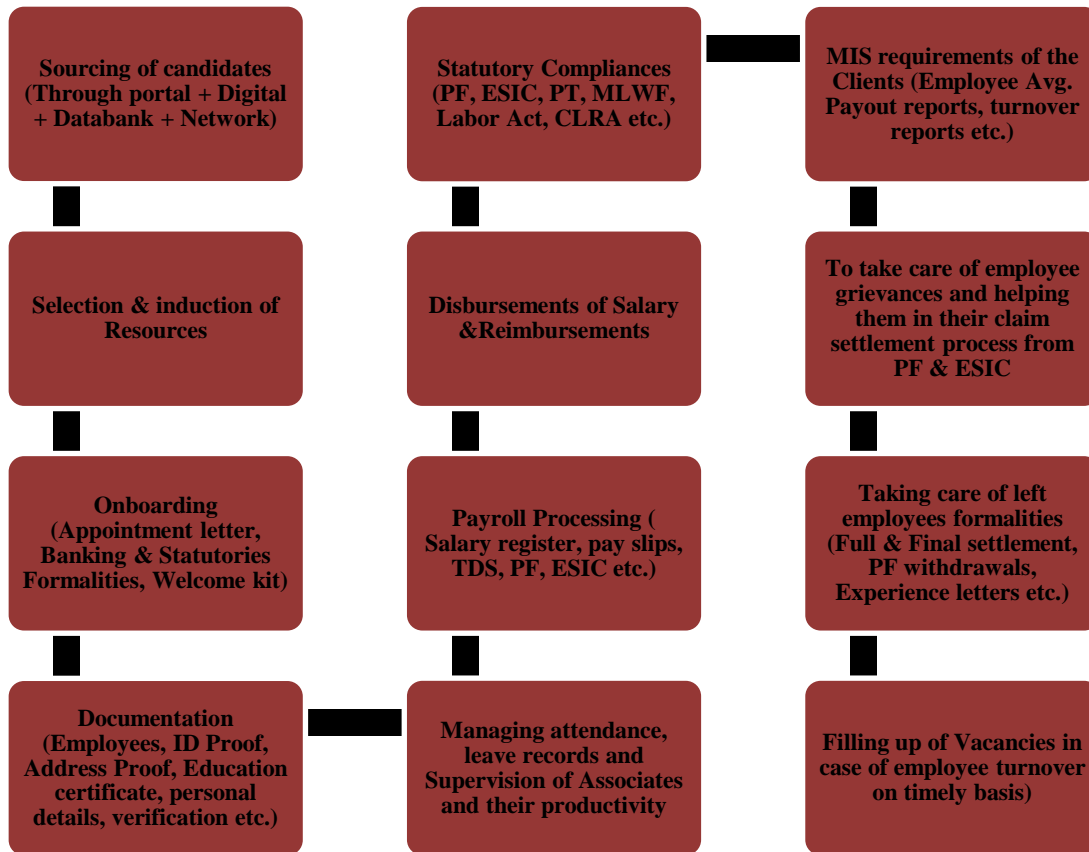 Sourcing of candidates
(Through portal + Digital
+ Databank + Network)
Selection & induction of
Resources
Onboarding
(Appointment letter,
Banking & Statutories
Formalities, Welcome kit)
Documentation
(Employees, ID Proof,
Address Proof, Education
certificate, personal
details, verification etc.)
Managing attendance,
leave records and
Supervision of Associates
and their productivity
Payroll Processing (
Salary register, pay slips,
TDS, PF, ESIC etc.)
Disbursements of Salary
&Reimbursements
Statutory Compliances
(PF, ESIC, PT, MLWF,
Labor Act, CLRA etc.)
MIS requirements of the
Clients (Employee Avg.
Payout reports, turnover
reports etc.)
To take care of employee
grievances and helping
them in their claim
settlement process from
PF & ESIC
Taking care of left
employees formalities
(Full & Final settlement,
PF withdrawals,
Experience letters etc.)
Filling up of Vacancies in
case of employee turnover
on timely basis)